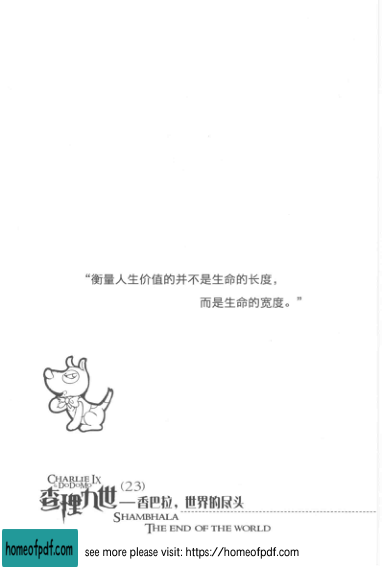 “衡量人生价值的并不是生命的长度，
而是生命的宽度。”
CHARLIE IX
& DODOMO
查理九世 (23)
—香巴拉，世界的尽头
SHAMBHALA
THE END OF THE WORLD
homeofpdf.com see more please visit: https://homeofpdf.com